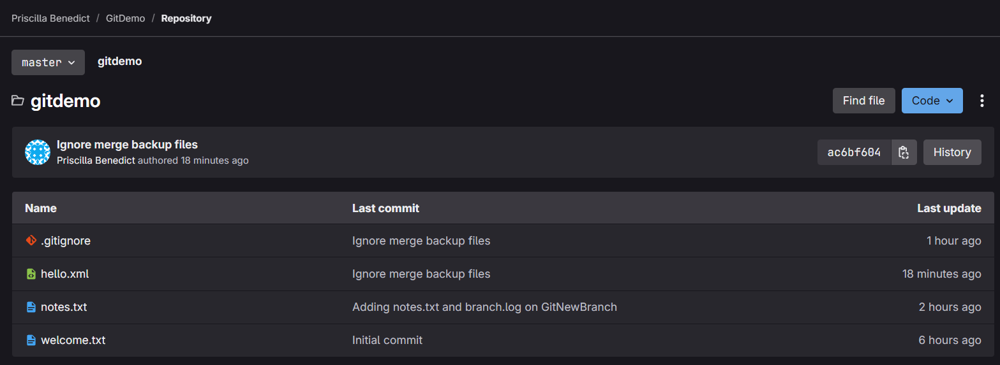 Priscilla Benedict / GitDemo / Repository
master gitdemo
gitdemo Find file Code
Ignore merge backup files
Priscilla Benedict authored 18 minutes ago
ac6bf604 History
Name Last commit Last update
.gitignore Ignore merge backup files 1 hour ago
hello.xml Ignore merge backup files 18 minutes ago
notes.txt Adding notes.txt and branch.log on GitNewBranch 2 hours ago
welcome.txt Initial commit 6 hours ago